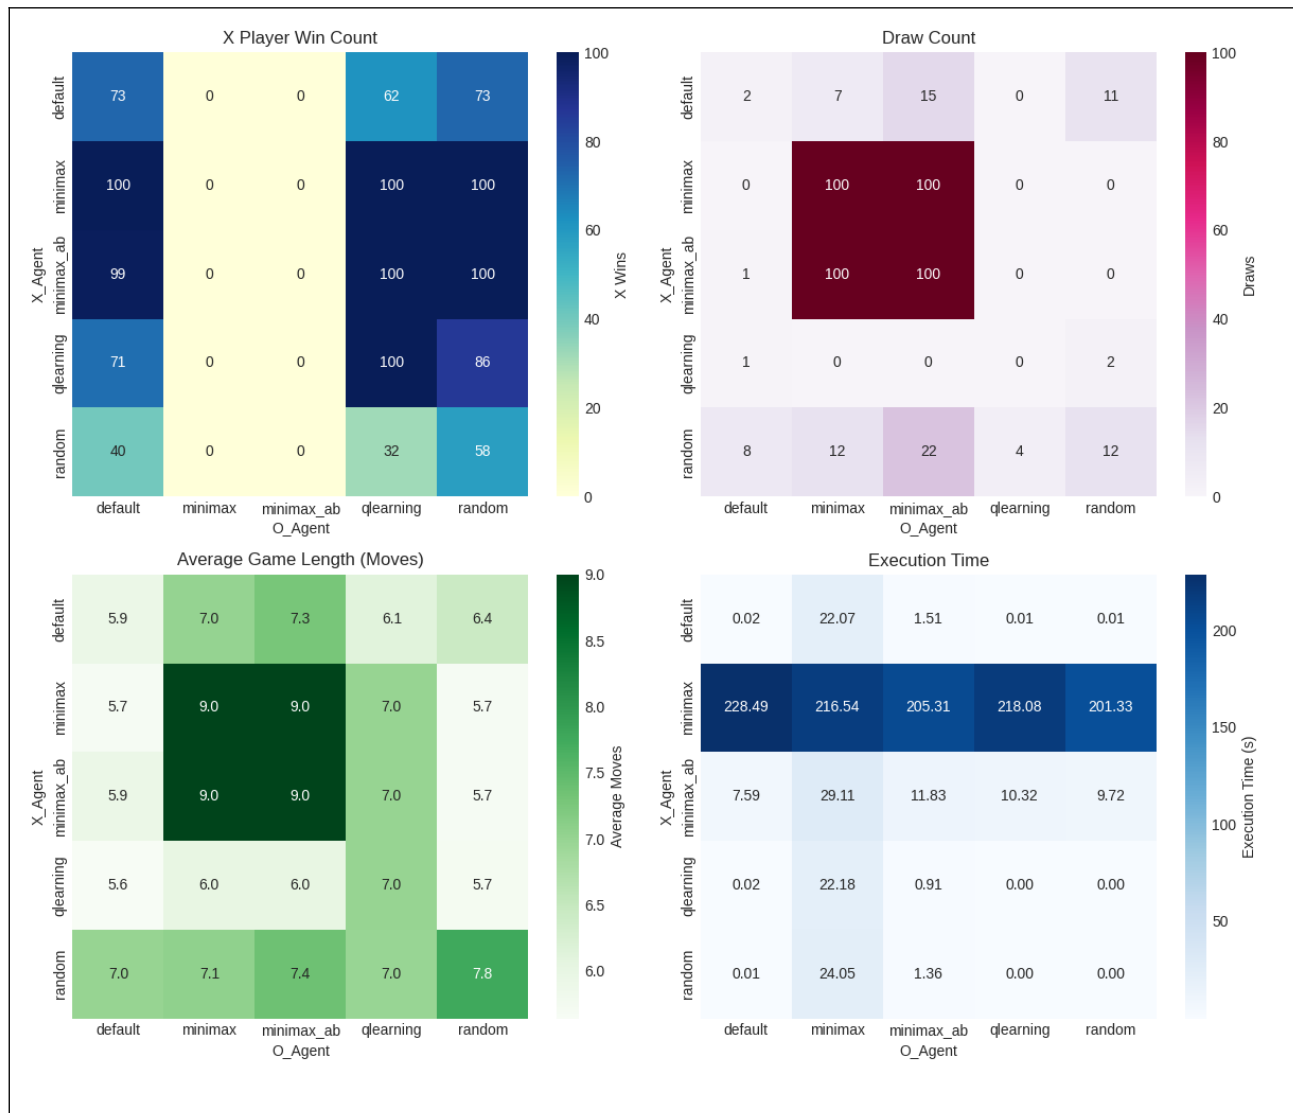 X Player Win Count
X_Agent
default 73 0 0 62 73
minimax 100 0 0 100 100
minimax_ab 99 0 0 100 100
qlearning 71 0 0 100 86
random 40 0 0 32 58
default minimax minimax_ab qlearning random
O_Agent
100
80
60
40
20
0
X Wins
Draw Count
X_Agent
default 2 7 15 0 11
minimax 0 100 100 0 0
minimax_ab 1 100 100 0 0
qlearning 1 0 0 0 2
random 8 12 22 4 12
default minimax minimax_ab qlearning random
O_Agent
100
80
60
40
20
0
Draws
Average Game Length (Moves)
X_Agent
default 5.9 7.0 7.3 6.1 6.4
minimax 5.7 9.0 9.0 7.0 5.7
minimax_ab 5.9 9.0 9.0 7.0 5.7
qlearning 5.6 6.0 6.0 7.0 5.7
random 7.0 7.1 7.4 7.0 7.8
default minimax minimax_ab qlearning random
O_Agent
9.0
8.5
8.0
7.5
7.0
6.5
6.0
Average Moves
Execution Time
X_Agent
default 0.02 22.07 1.51 0.01 0.01
minimax 228.49 216.54 205.31 218.08 201.33
minimax_ab 7.59 29.11 11.83 10.32 9.72
qlearning 0.02 22.18 0.91 0.00 0.00
random 0.01 24.05 1.36 0.00 0.00
default minimax minimax_ab qlearning random
O_Agent
200
150
100
50
Execution Time (s)